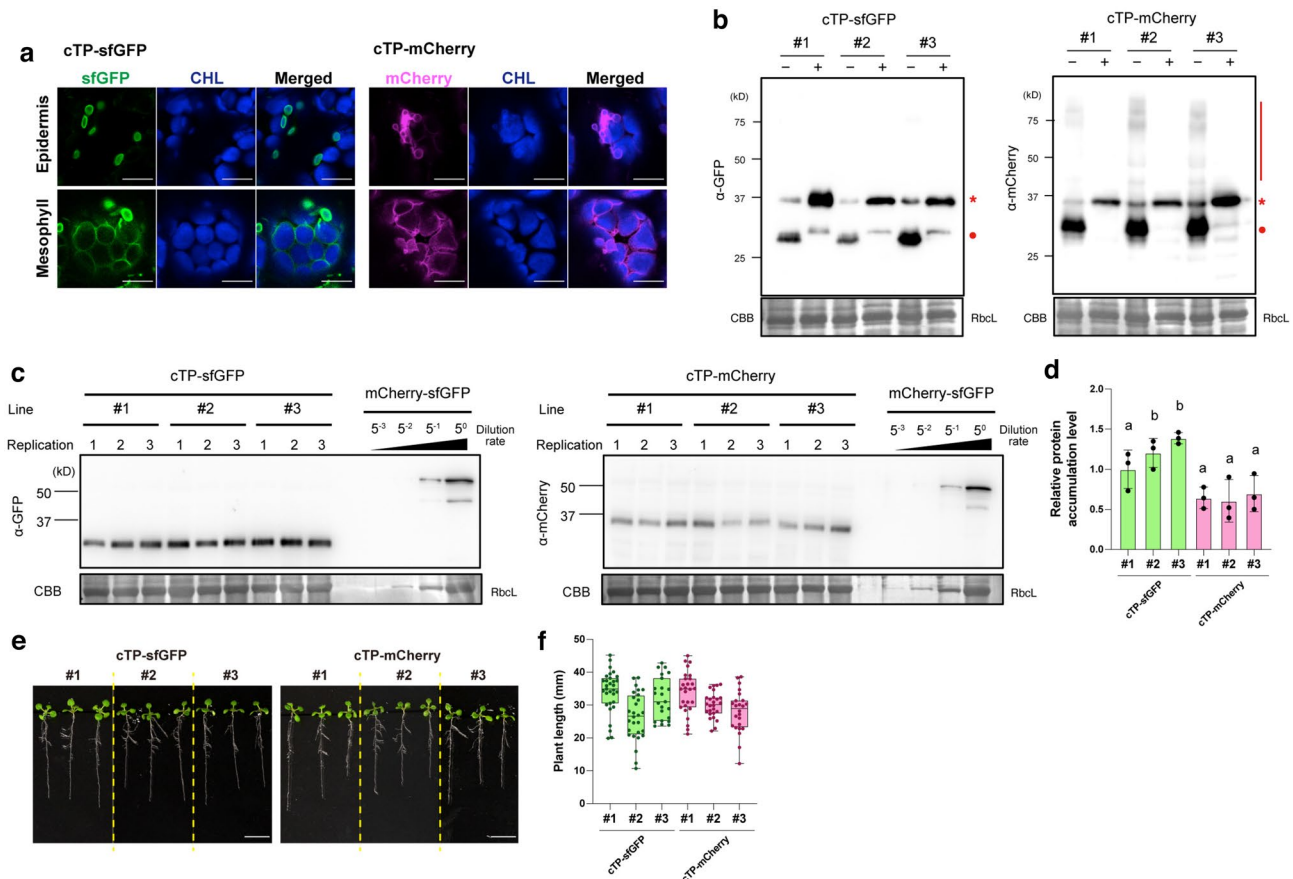 a
cTP-sfGFP
cTP-mCherry
sfGFP CHL Merged
mCherry CHL Merged
Epidermis
Mesophyll
b
cTP-sfGFP
#1 #2 #3
− + − + − +
(kD)
75
50
37
25
α-GFP
*
•
CBB
RbcL
cTP-mCherry
#1 #2 #3
− + − + − +
(kD)
75
50
37
25
α-mCherry
*
•
CBB
RbcL
c
cTP-sfGFP
mCherry-sfGFP
Line #1 #2 #3
5⁻³ 5⁻² 5⁻¹ 5⁰ Dilution rate
Replication 1 2 3 1 2 3 1 2 3
(kD)
50
37
α-GFP
CBB
RbcL
cTP-mCherry
mCherry-sfGFP
Line #1 #2 #3
5⁻³ 5⁻² 5⁻¹ 5⁰ Dilution rate
Replication 1 2 3 1 2 3 1 2 3
50
37
α-mCherry
CBB
RbcL
d
Relative protein
accumulation level
2.0
1.5
1.0
0.5
0.0
a b b a a a
#1 #2 #3 #1 #2 #3
cTP-sfGFP
cTP-mCherry
e
cTP-sfGFP
#1 #2 #3
cTP-mCherry
#1 #2 #3
f
Plant length (mm)
50
40
30
20
10
0
#1 #2 #3 #1 #2 #3
cTP-sfGFP
cTP-mCherry